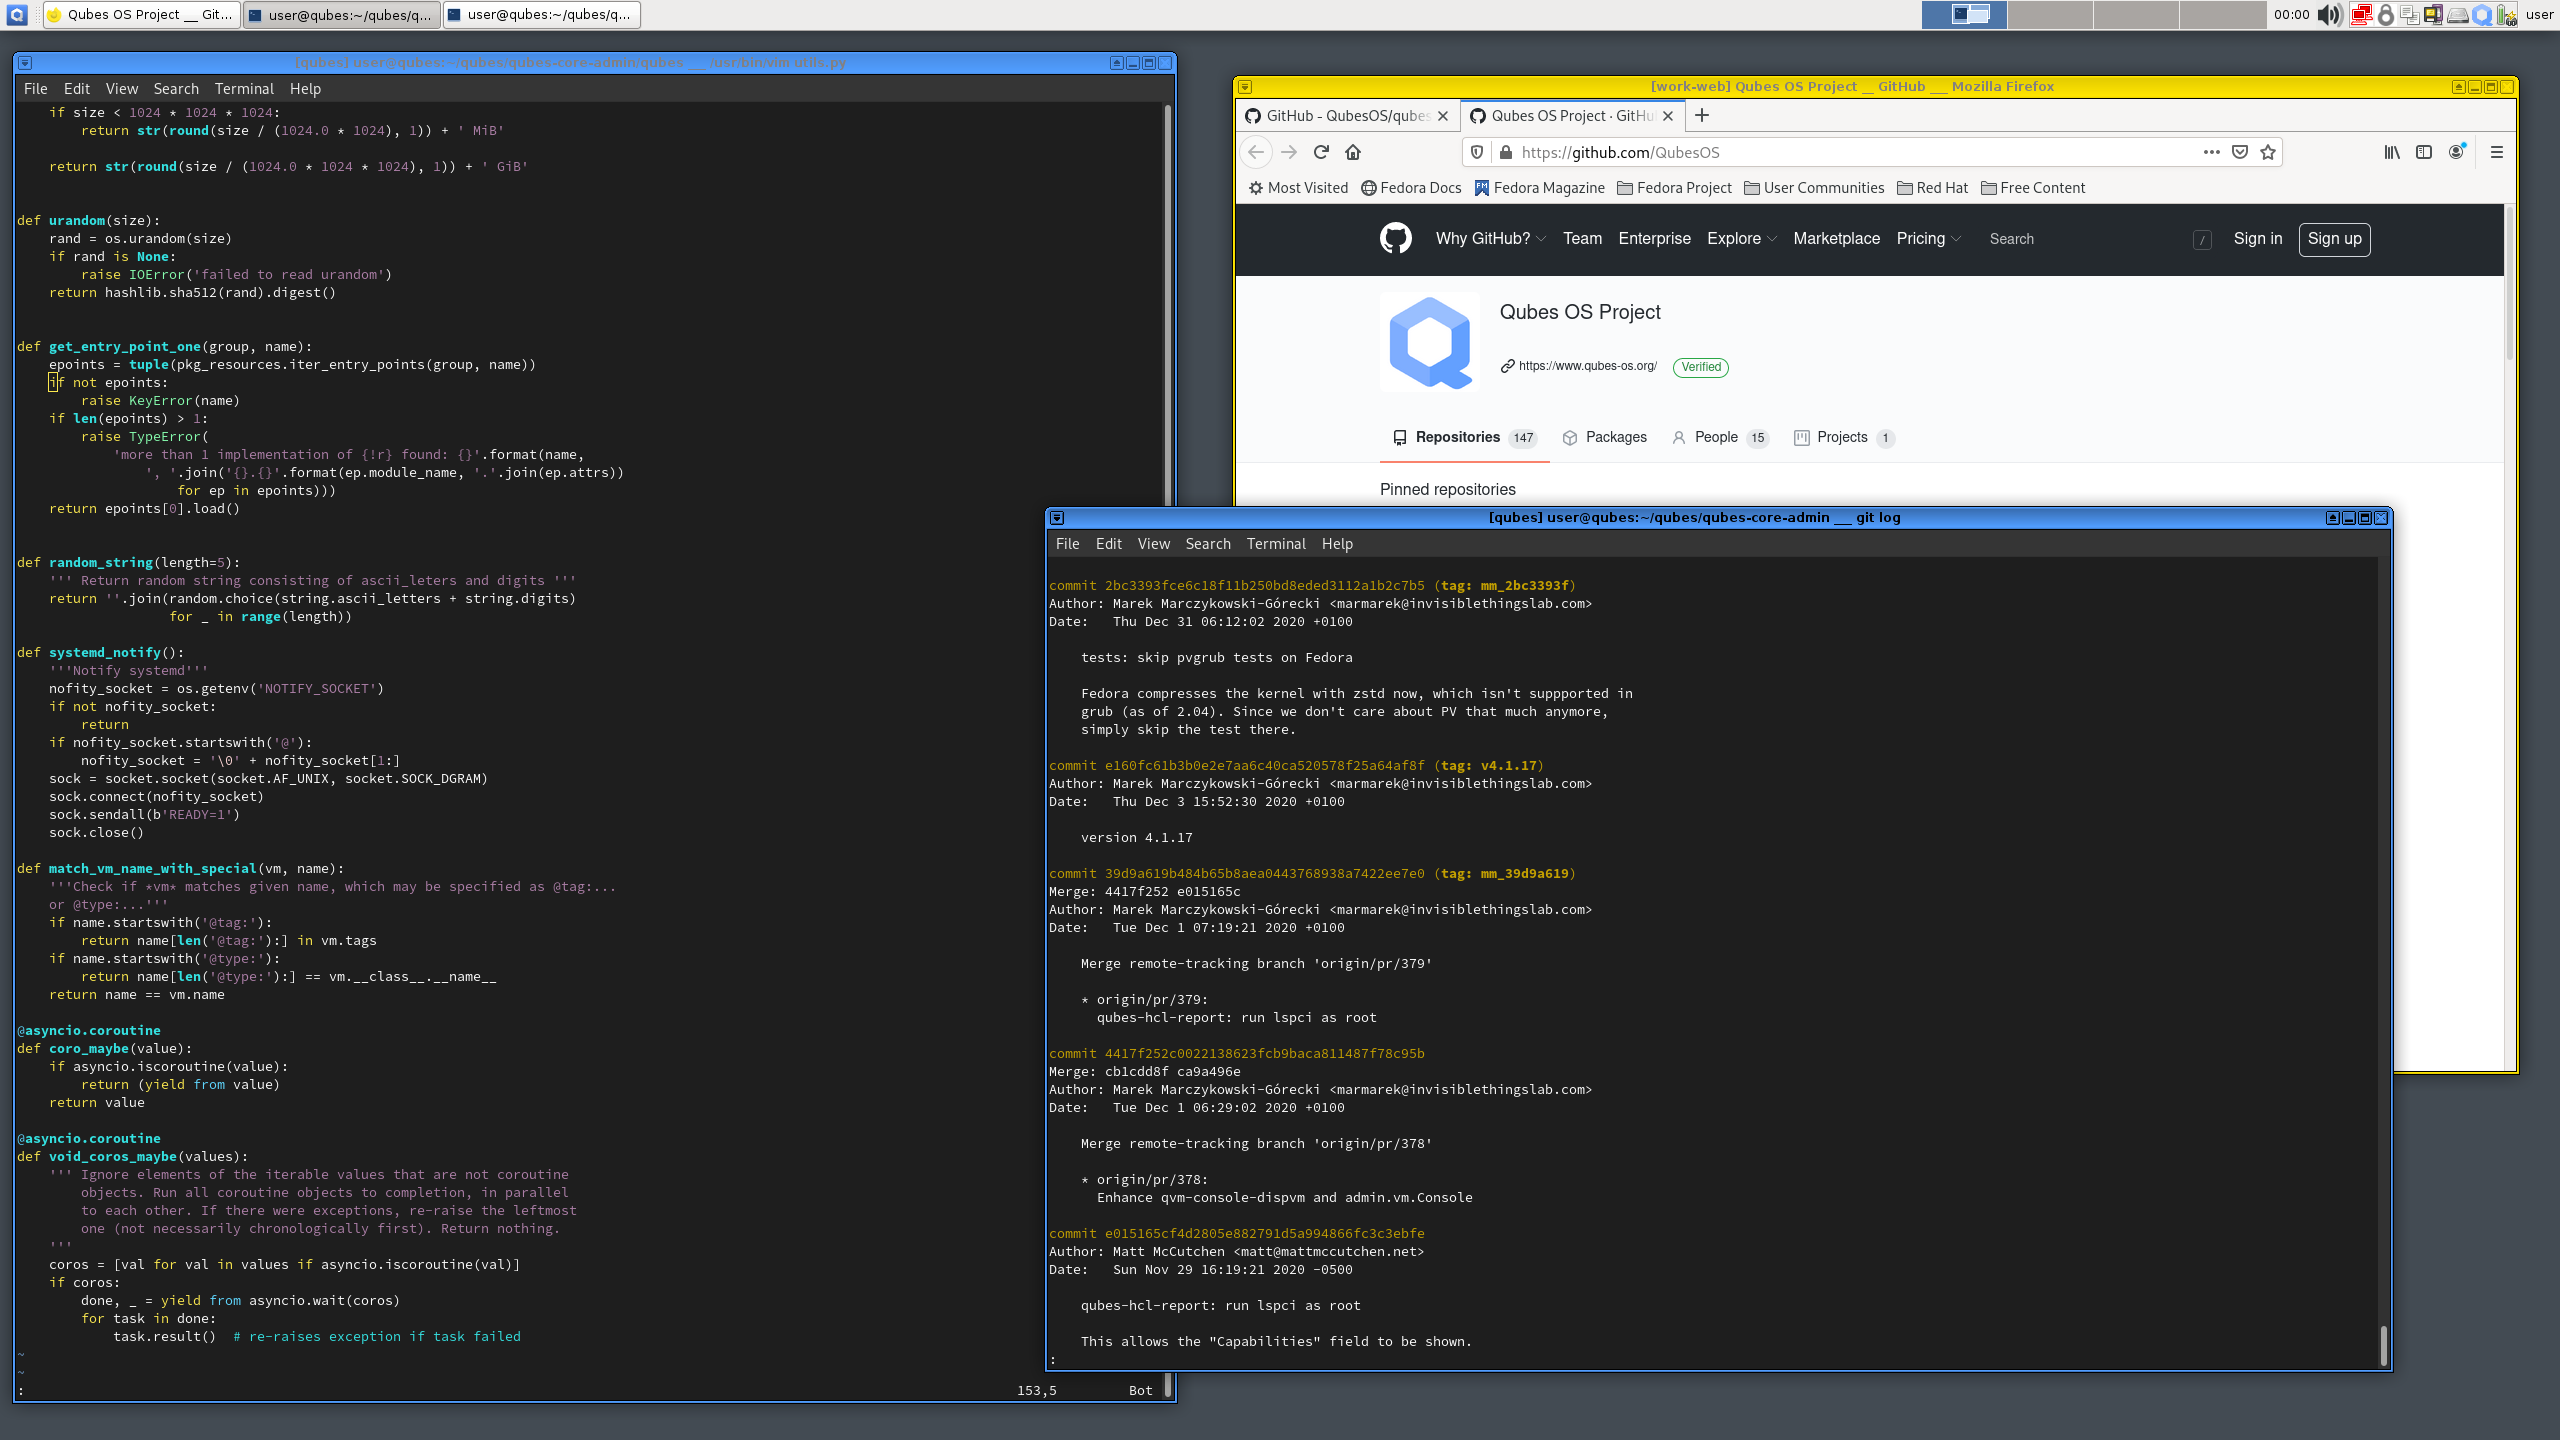 Qubes OS Project __ Git...
user@qubes:~/qubes/q...
user@qubes:~/qubes/q...
00:00
user
[qubes] user@qubes:~/qubes/qubes-core-admin/qubes __ /usr/bin/vim utils.py
File Edit View Search Terminal Help
    if size < 1024 * 1024 * 1024:
        return str(round(size / (1024.0 * 1024), 1)) + ' MiB'
    return str(round(size / (1024.0 * 1024 * 1024), 1)) + ' GiB'
def urandom(size):
    rand = os.urandom(size)
    if rand is None:
        raise IOError('failed to read urandom')
    return hashlib.sha512(rand).digest()
def get_entry_point_one(group, name):
    epoints = tuple(pkg_resources.iter_entry_points(group, name))
    if not epoints:
        raise KeyError(name)
    if len(epoints) > 1:
        raise TypeError(
            'more than 1 implementation of {!r} found: {}'.format(name,
                ', '.join('{}.{}'.format(ep.module_name, '.'.join(ep.attrs))
                    for ep in epoints)))
    return epoints[0].load()
def random_string(length=5):
    ''' Return random string consisting of ascii_leters and digits '''
    return ''.join(random.choice(string.ascii_letters + string.digits)
                   for _ in range(length))
def systemd_notify():
    '''Notify systemd'''
    nofity_socket = os.getenv('NOTIFY_SOCKET')
    if not nofity_socket:
        return
    if nofity_socket.startswith('@'):
        nofity_socket = '\0' + nofity_socket[1:]
    sock = socket.socket(socket.AF_UNIX, socket.SOCK_DGRAM)
    sock.connect(nofity_socket)
    sock.sendall(b'READY=1')
    sock.close()
def match_vm_name_with_special(vm, name):
    '''Check if *vm* matches given name, which may be specified as @tag:...
    or @type:...'''
    if name.startswith('@tag:'):
        return name[len('@tag:'):] in vm.tags
    if name.startswith('@type:'):
        return name[len('@type:'):] == vm.__class__.__name__
    return name == vm.name
@asyncio.coroutine
def coro_maybe(value):
    if asyncio.iscoroutine(value):
        return (yield from value)
    return value
@asyncio.coroutine
def void_coros_maybe(values):
    ''' Ignore elements of the iterable values that are not coroutine
        objects. Run all coroutine objects to completion, in parallel
        to each other. If there were exceptions, re-raise the leftmost
        one (not necessarily chronologically first). Return nothing.
    '''
    coros = [val for val in values if asyncio.iscoroutine(val)]
    if coros:
        done, _ = yield from asyncio.wait(coros)
        for task in done:
            task.result()  # re-raises exception if task failed
~
~
:
153,5 Bot
[work-web] Qubes OS Project __ GitHub ___ Mozilla Firefox
GitHub - QubesOS/qubes
Qubes OS Project · GitHu
https://github.com/QubesOS
Most Visited Fedora Docs Fedora Magazine Fedora Project User Communities Red Hat Free Content
Why GitHub? Team Enterprise Explore Marketplace Pricing Search / Sign in Sign up
Qubes OS Project
https://www.qubes-os.org/ Verified
Repositories 147 Packages People 15 Projects 1
Pinned repositories
[qubes] user@qubes:~/qubes/qubes-core-admin ___ git log
File Edit View Search Terminal Help
commit 2bc3393fce6c18f11b250bd8eded3112a1b2c7b5 (tag: mm_2bc3393f)
Author: Marek Marczykowski-Górecki <marmarek@invisiblethingslab.com>
Date:   Thu Dec 31 06:12:02 2020 +0100
    tests: skip pvgrub tests on Fedora
    Fedora compresses the kernel with zstd now, which isn't suppported in
    grub (as of 2.04). Since we don't care about PV that much anymore,
    simply skip the test there.
commit e160fc61b3b0e2e7aa6c40ca520578f25a64af8f (tag: v4.1.17)
Author: Marek Marczykowski-Górecki <marmarek@invisiblethingslab.com>
Date:   Thu Dec 3 15:52:30 2020 +0100
    version 4.1.17
commit 39d9a619b484b65b8aea0443768938a7422ee7e0 (tag: mm_39d9a619)
Merge: 4417f252 e015165c
Author: Marek Marczykowski-Górecki <marmarek@invisiblethingslab.com>
Date:   Tue Dec 1 07:19:21 2020 +0100
    Merge remote-tracking branch 'origin/pr/379'
    * origin/pr/379:
      qubes-hcl-report: run lspci as root
commit 4417f252c0022138623fcb9baca811487f78c95b
Merge: cb1cdd8f ca9a496e
Author: Marek Marczykowski-Górecki <marmarek@invisiblethingslab.com>
Date:   Tue Dec 1 06:29:02 2020 +0100
    Merge remote-tracking branch 'origin/pr/378'
    * origin/pr/378:
      Enhance qvm-console-dispvm and admin.vm.Console
commit e015165cf4d2805e882791d5a994866fc3c3ebfe
Author: Matt McCutchen <matt@mattmccutchen.net>
Date:   Sun Nov 29 16:19:21 2020 -0500
    qubes-hcl-report: run lspci as root
    This allows the "Capabilities" field to be shown.
: